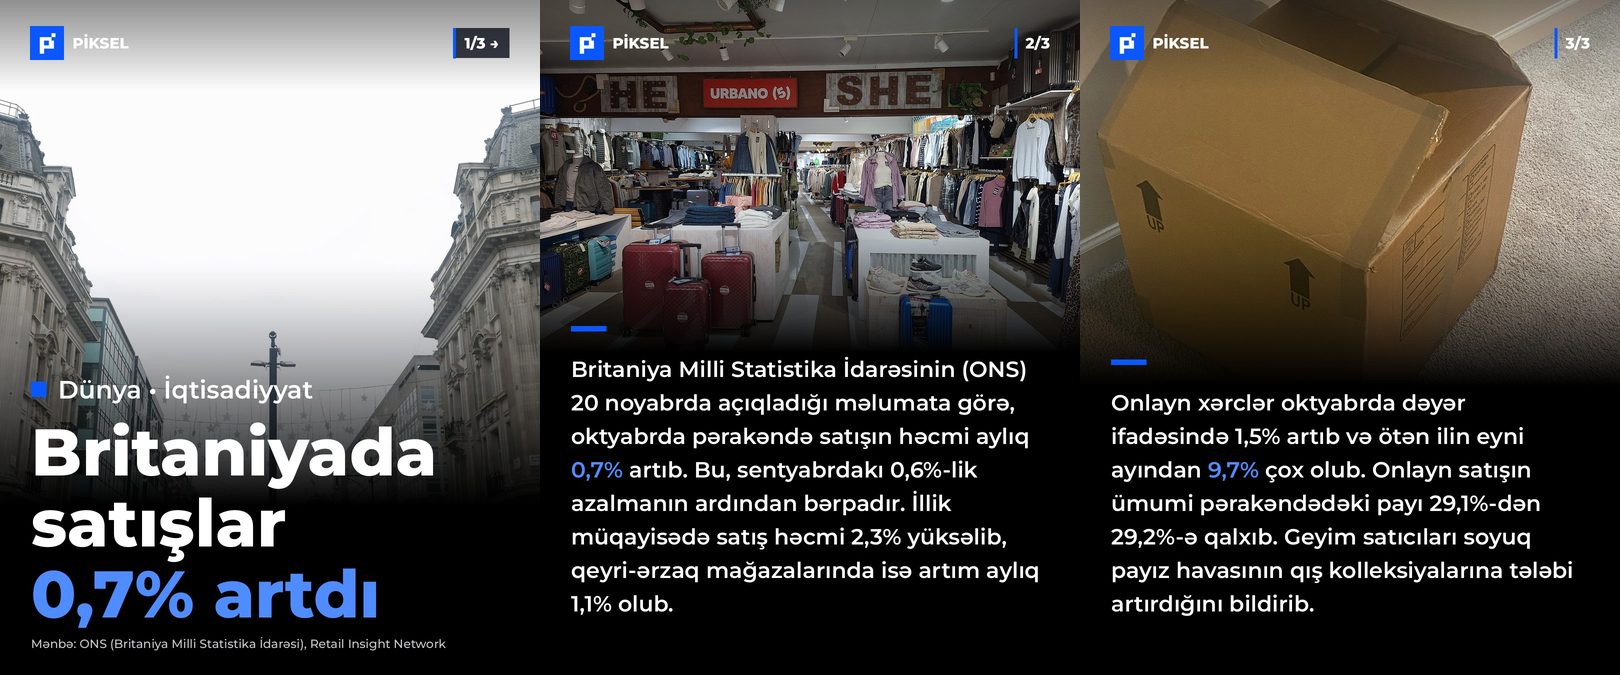 PİKSEL
1/3 →
Dünya • İqtisadiyyat
Britaniyada
satışlar
0,7% artdı
Mənbə: ONS (Britaniya Milli Statistika İdarəsi), Retail Insight Network
PİKSEL
2/3
HE
URBANO (S)
SHE
Britaniya Milli Statistika İdarəsinin (ONS)
20 noyabrda açıqladığı məlumata görə,
oktyabrda pərakəndə satışın həcmi aylıq
0,7% artıb. Bu, sentyabrdakı 0,6%-lik
azalmanın ardından bərpadır. İllik
müqayisədə satış həcmi 2,3% yüksəlib,
qeyri-ərzaq mağazalarında isə artım aylıq
1,1% olub.
PİKSEL
3/3
UP
UP
Onlayn xərclər oktyabrda dəyər
ifadəsində 1,5% artıb və ötən ilin eyni
ayından 9,7% çox olub. Onlayn satışın
ümumi pərakəndədəki payı 29,1%-dən
29,2%-ə qalxıb. Geyim satıcıları soyuq
payız havasının qış kolleksiyalarına tələbi
artırdığını bildirib.